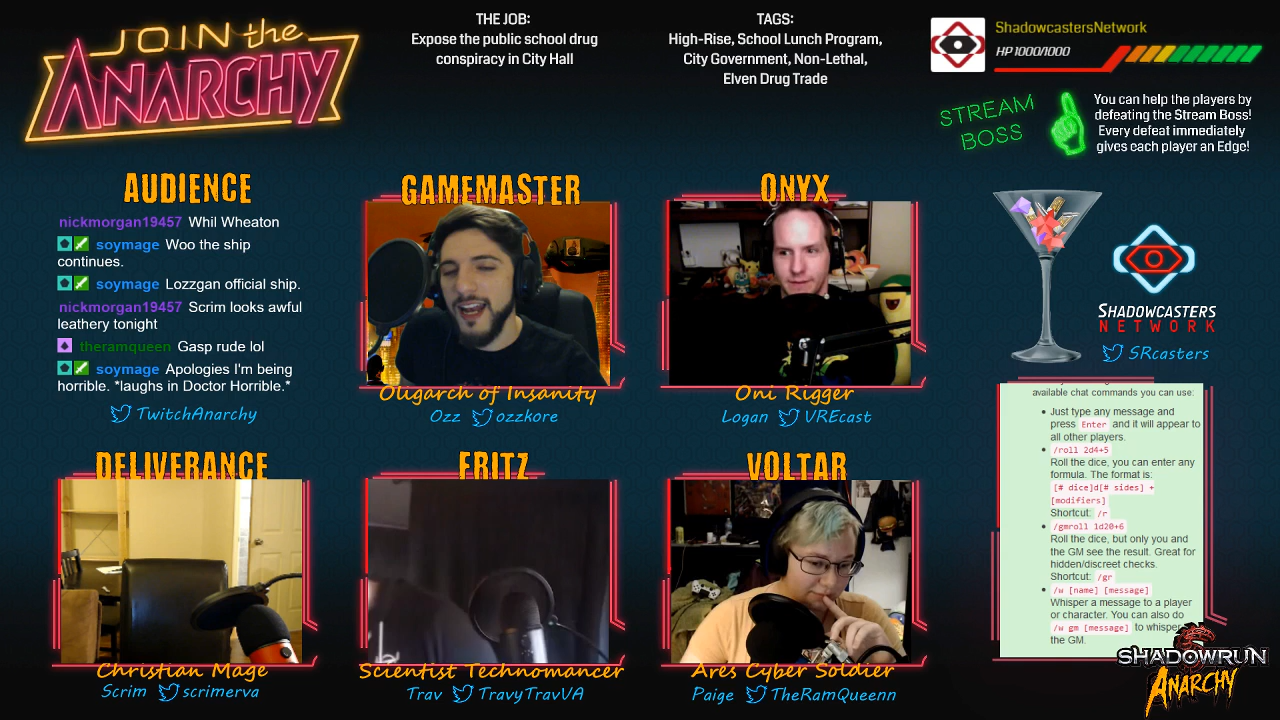 JOIN the
ANARCHY
THE JOB:
Expose the public school drug
conspiracy in City Hall
TAGS:
High-Rise, School Lunch Program,
City Government, Non-Lethal,
Elven Drug Trade
ShadowcastersNetwork
HP 1000/1000
STREAM
BOSS
You can help the players by
defeating the Stream Boss!
Every defeat immediately
gives each player an Edge!
AUDIENCE
nickmorgan19457 Whil Wheaton
soymage Woo the ship
continues.
soymage Lozzgan official ship.
nickmorgan19457 Scrim looks awful
leathery tonight
theramqueen Gasp rude lol
soymage Apologies I'm being
horrible. *laughs in Doctor Horrible.*
TwitchAnarchy
GAMEMASTER
Oligarch of Insanity
Ozz ozzkore
ONYX
Oni Rigger
Logan VREcast
SHADOWCASTERS
NETWORK
SRcasters
DELIVERANCE
Christian Mage
Scrim scrimerva
FRITZ
Scientist Technomancer
Trav TravyTravVA
VOLTAR
Ares Cyber Soldier
Paige TheRamQueenn
available chat commands you can use:
Just type any message and
press Enter and it will appear to
all other players.
/roll 2d4+5
Roll the dice, you can enter any
formula. The format is:
[# dice]d[# sides] +
[modifiers]
Shortcut: /r
/gmroll 1d20+6
Roll the dice, but only you and
the GM see the result. Great for
hidden/discreet checks.
Shortcut: /gr
/w [name] [message]
Whisper a message to a player
or character. You can also do
/w gm [message] to whisper
the GM.
SHADOWRUN
ANARCHY